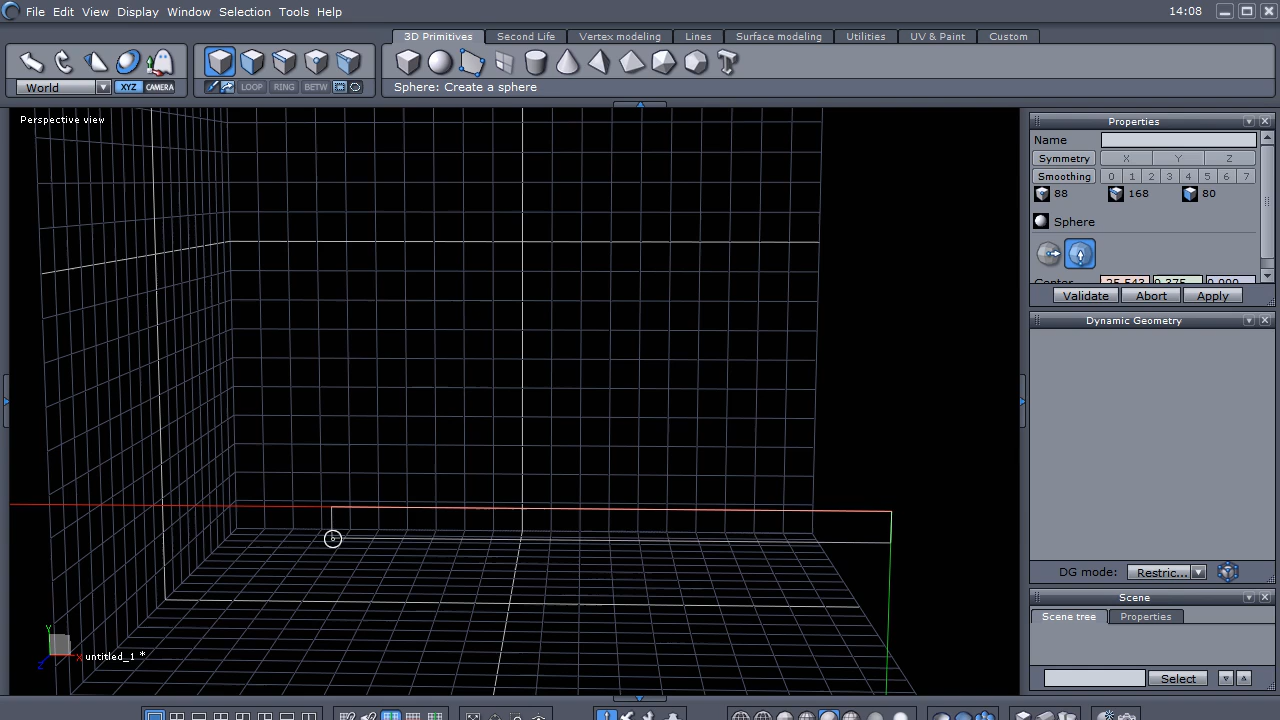 File Edit View Display Window Selection Tools Help 14:08
3D Primitives Second Life Vertex modeling Lines Surface modeling Utilities UV & Paint Custom
World XYZ CAMERA LOOP RING BETW Sphere: Create a sphere
Perspective view
Properties
Name
Symmetry X Y Z
Smoothing 0 1 2 3 4 5 6 7
88 168 80
Sphere
Validate Abort Apply
Dynamic Geometry
DG mode: Restric...
Scene
Scene tree Properties
Select
Y
X
Z
untitled_1 *